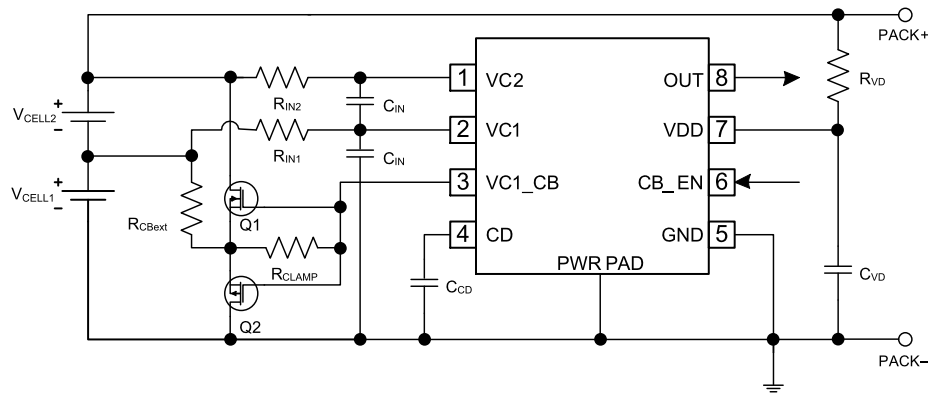 PACK+
1 VC2 OUT 8
RIN2
CIN
RVD
VCELL2
+
–
2 VC1 VDD 7
RIN1
CIN
VCELL1
+
–
3 VC1_CB CB_EN 6
RCBext
Q1
4 CD GND 5
RCLAMP
PWR PAD
CCD
CVD
Q2
PACK–